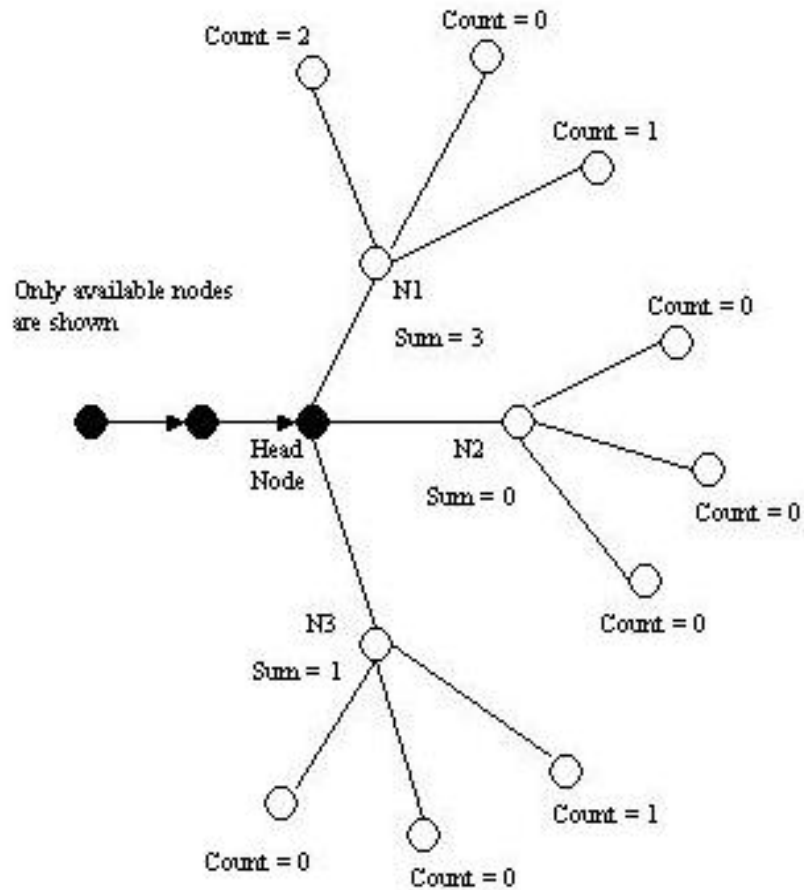 Count = 2
Count = 0
Count = 1
N1
Only available nodes
are shown
Sum = 3
Count = 0
Head
Node
N2
Sum = 0
Count = 0
Count = 0
N3
Sum = 1
Count = 1
Count = 0
Count = 0